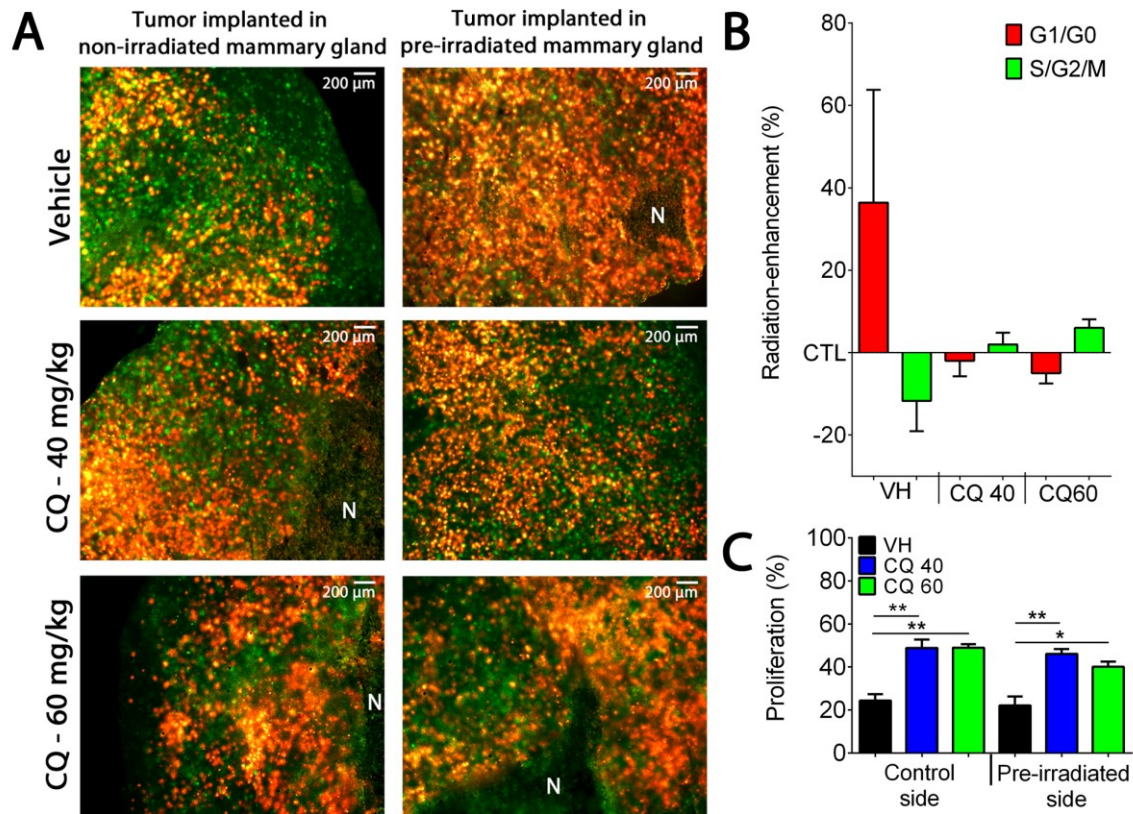 A
Tumor implanted in
non-irradiated mammary gland
Tumor implanted in
pre-irradiated mammary gland
Vehicle
200 µm
200 µm
N
CQ - 40 mg/kg
200 µm
N
200 µm
CQ - 60 mg/kg
200 µm
N
200 µm
N
B
G1/G0
S/G2/M
Radiation-enhancement (%)
80
60
40
20
CTL
-20
VH
CQ 40
CQ60
C
VH
CQ 40
CQ 60
Proliferation (%)
100
80
60
40
20
0
**
**
**
*
Control
side
Pre-irradiated
side